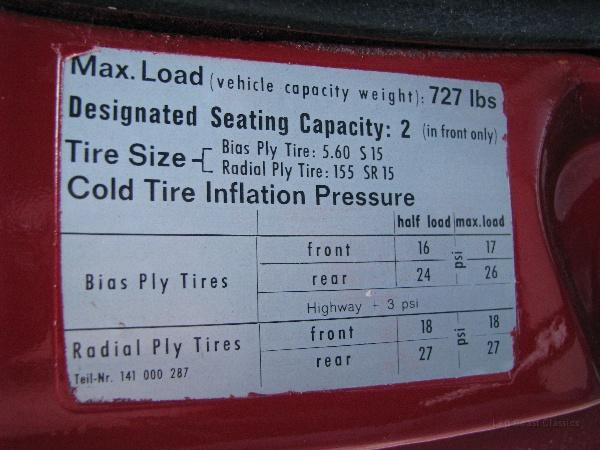 Max. Load (vehicle capacity weight): 727 lbs
Designated Seating Capacity: 2 (in front only)
Tire Size - Bias Ply Tire: 5.60 S 15
Radial Ply Tire: 155 SR 15
Cold Tire Inflation Pressure
half load max. load
Bias Ply Tires front 16 psi 17
rear 24 26
Highway + 3 psi
Radial Ply Tires front 18 psi 18
rear 27 27
Teil-Nr. 141 000 287
Classics